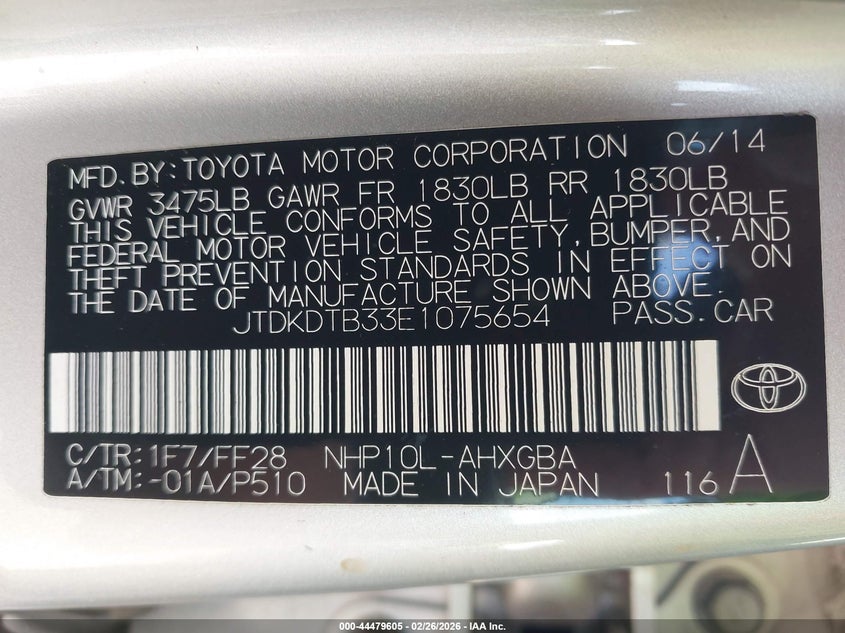 MFD.BY:TOYOTA MOTOR CORPORATION 06/14
GVWR 3475LB GAWR FR 1830LB RR 1830LB
THIS VEHICLE CONFORMS TO ALL APPLICABLE
FEDERAL MOTOR VEHICLE SAFETY,BUMPER,AND
THEFT PREVENTION STANDARDS IN EFFECT ON
THE DATE OF MANUFACTURE SHOWN ABOVE.
JTDKDTB33E1075654 PASS.CAR
C/TR:1F7/FF28 NHP10L-AHXGBA
A/TM:-01A/P510 MADE IN JAPAN 116 A
000-44479605 - 02/26/2026 - IAA Inc.